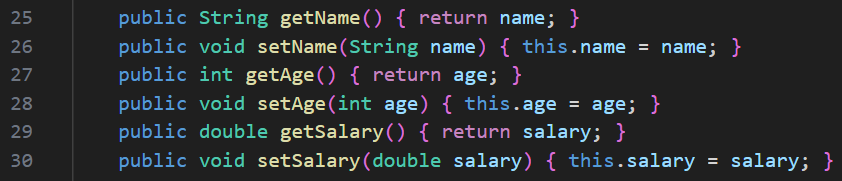 25 public String getName() { return name; }
26 public void setName(String name) { this.name = name; }
27 public int getAge() { return age; }
28 public void setAge(int age) { this.age = age; }
29 public double getSalary() { return salary; }
30 public void setSalary(double salary) { this.salary = salary; }